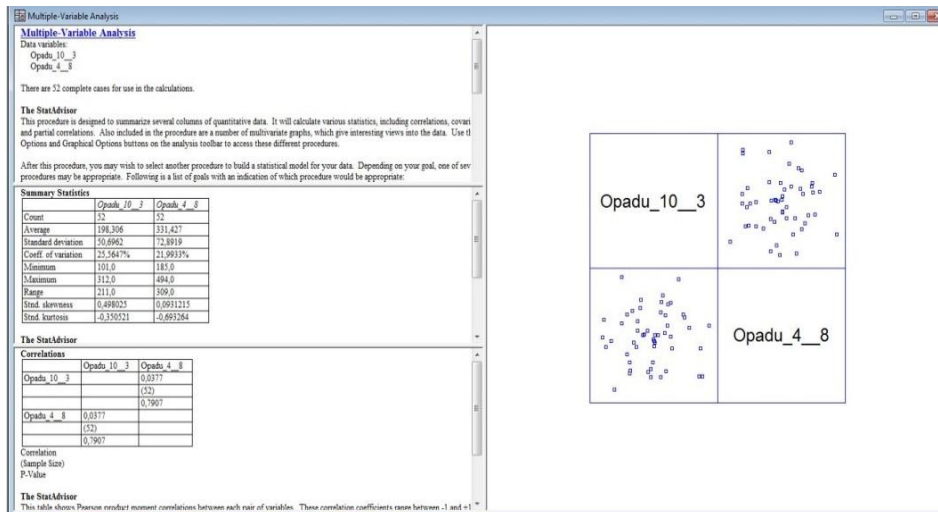 Multiple-Variable Analysis
Multiple-Variable Analysis
Data variables:
Opadu_10__3
Opadu_4__8
There are 52 complete cases for use in the calculations.
The StatAdvisor
This procedure is designed to summarize several columns of quantitative data. It will calculate various statistics, including correlations, covari
and partial correlations. Also included in the procedure are a number of multivariate graphs, which give interesting views into the data. Use th
Options and Graphical Options buttons on the analysis toolbar to access these different procedures.
After this procedure, you may wish to select another procedure to build a statistical model for your data. Depending on your goal, one of sev
procedures may be appropriate. Following is a list of goals with an indication of which procedure would be appropriate:
Summary Statistics
Opadu_10__3 Opadu_4__8
Count 52 52
Average 198,306 331,427
Standard deviation 50,6962 72,8919
Coeff. of variation 25,5647% 21,9933%
Minimum 101,0 185,0
Maximum 312,0 494,0
Range 211,0 309,0
Stnd. skewness 0,498025 0,0931215
Stnd. kurtosis -0,350521 -0,693264
The StatAdvisor
Correlations
Opadu_10__3 Opadu_4__8
Opadu_10__3 0,0377
(52)
0,7907
Opadu_4__8 0,0377
(52)
0,7907
Correlation
(Sample Size)
P-Value
The StatAdvisor
This table shows Pearson product moment correlations between each pair of variables. These correlation coefficients range between -1 and +1
Opadu_10__3
Opadu_4__8